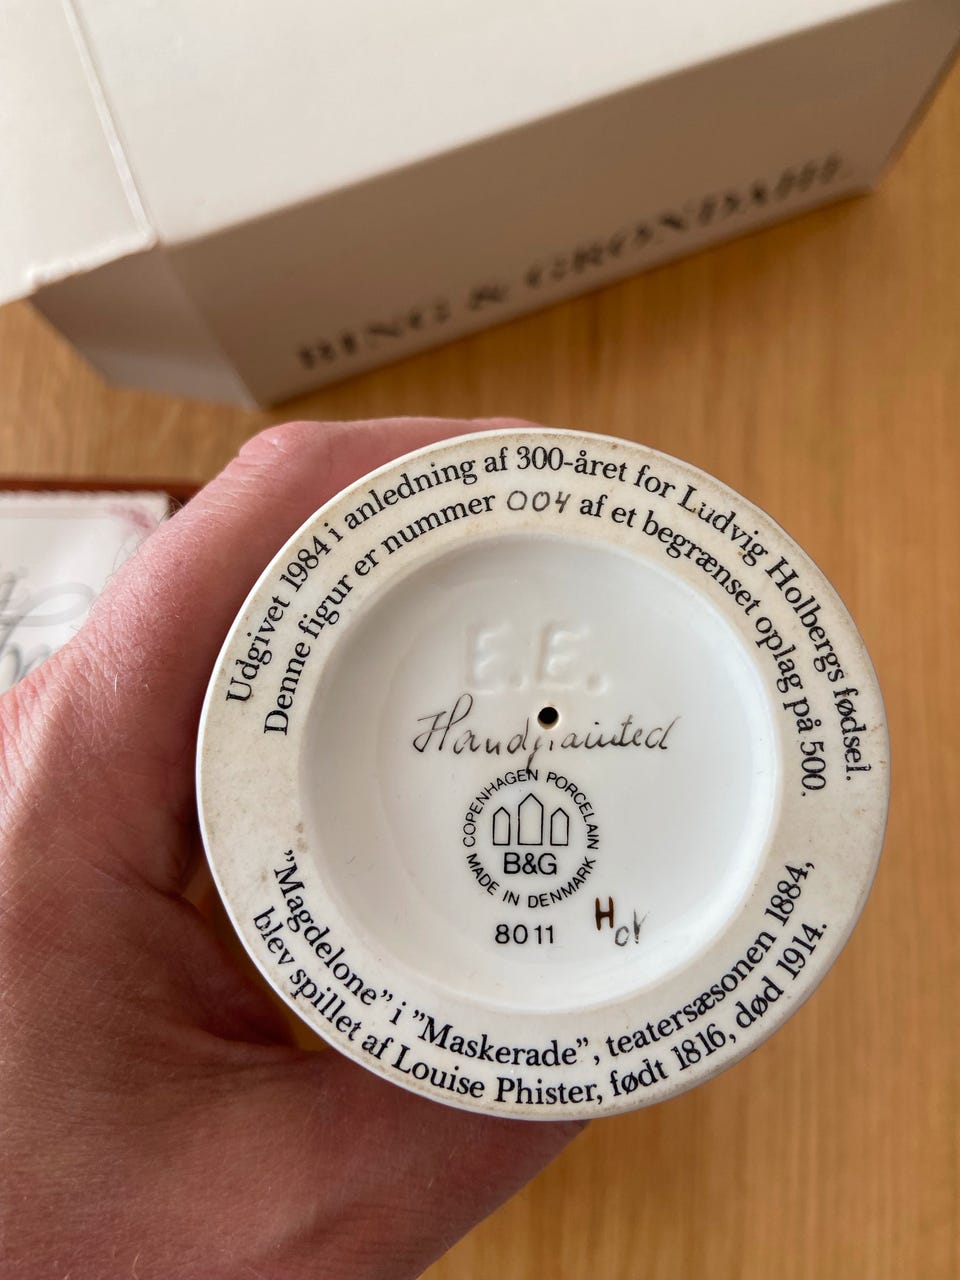 BING & GRØNDAHL
Udgivet 1984 i anledning af 300-året for Ludvig Holbergs fødsel.
Denne figur er nummer 004 af et begrænset oplag på 500.
E.E.
Handpainted
COPENHAGEN PORCELAIN
B&G
MADE IN DENMARK
8011
H
"Magdelone" i "Maskerade", teatersæsonen 1884,
blev spillet af Louise Phister, født 1816, død 1914.